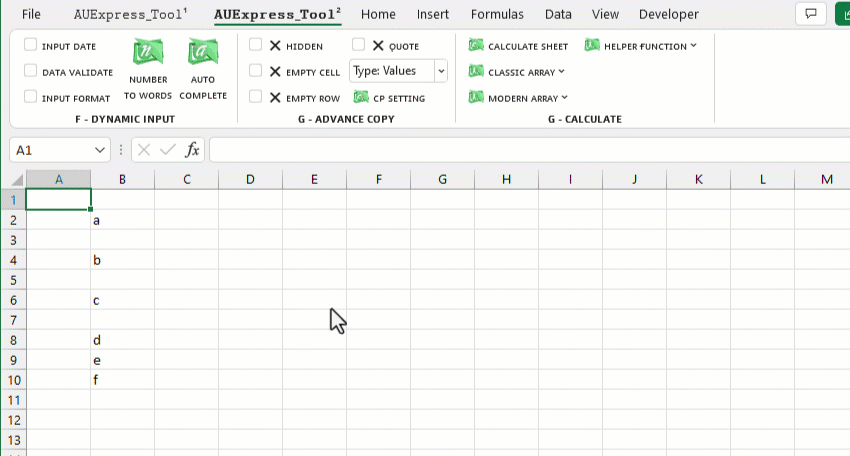 File AUExpress_Tool¹ AUExpress_Tool² Home Insert Formulas Data View Developer
INPUT DATE
DATA VALIDATE
INPUT FORMAT
NUMBER
TO WORDS
AUTO
COMPLETE
F - DYNAMIC INPUT
HIDDEN
EMPTY CELL
EMPTY ROW
QUOTE
Type: Values
CP SETTING
G - ADVANCE COPY
CALCULATE SHEET
CLASSIC ARRAY
MODERN ARRAY
HELPER FUNCTION
G - CALCULATE
A1 fx
A B C D E F G H I J K L M
1
2 a
3
4 b
5
6 c
7
8 d
9 e
10 f
11
12
13